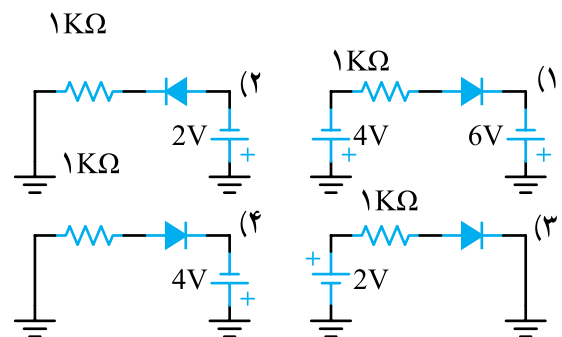 ۱KΩ
۱) ۱KΩ 4V + 6V +
۲) 2V +
۱KΩ
۳) ۱KΩ + 2V
۴) 4V +